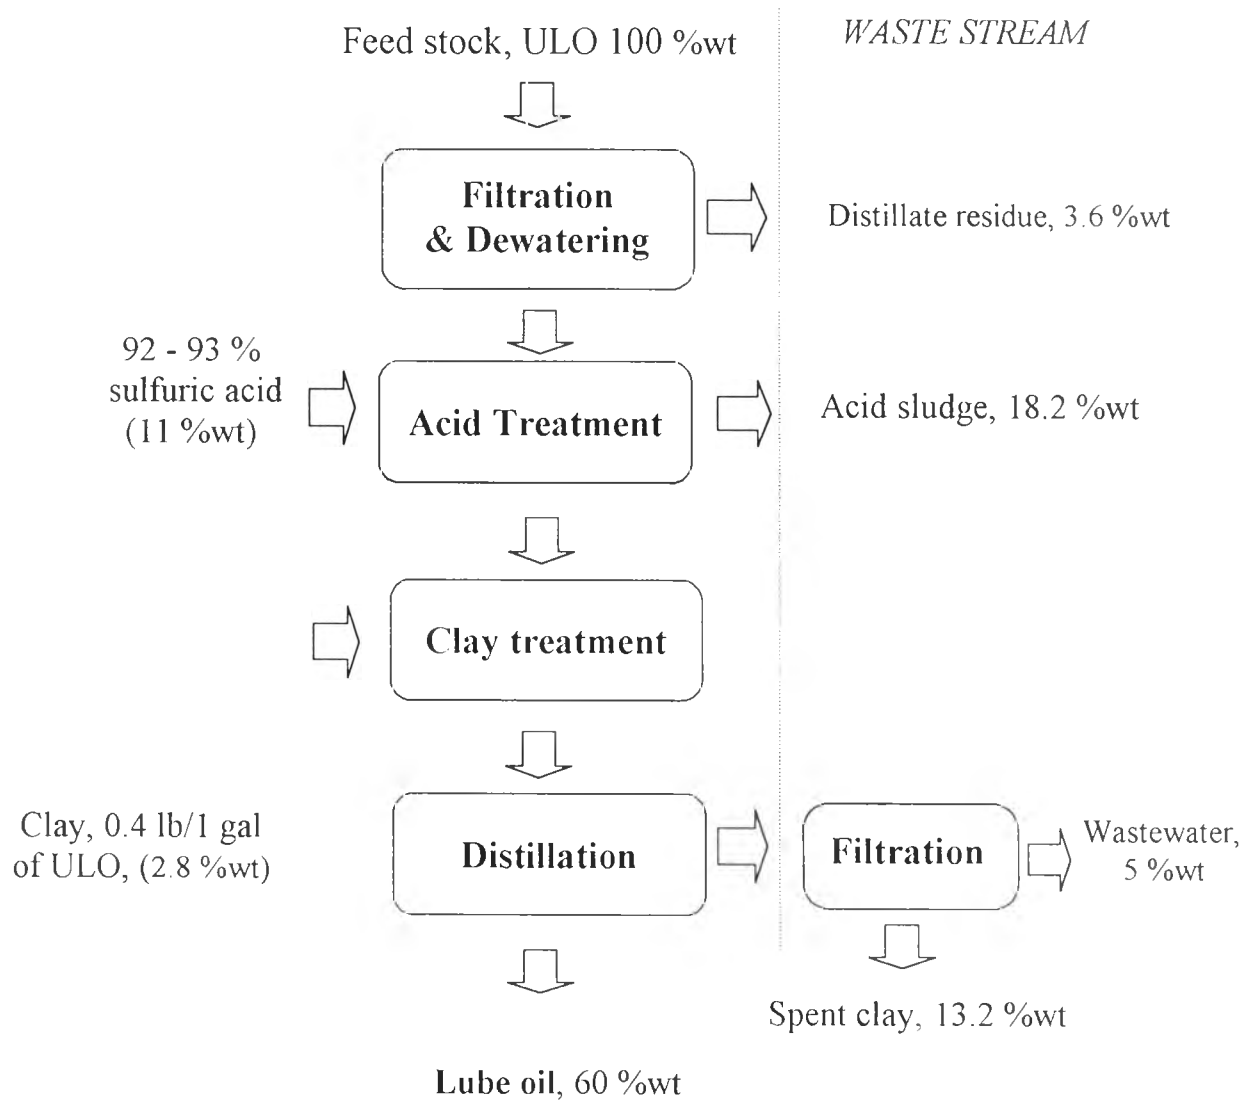 Feed stock, ULO 100 %wt
WASTE STREAM
Filtration
& Dewatering
Distillate residue, 3.6 %wt
92 - 93 %
sulfuric acid
(11 %wt)
Acid Treatment
Acid sludge, 18.2 %wt
Clay treatment
Clay, 0.4 lb/1 gal
of ULO, (2.8 %wt)
Distillation
Filtration
Wastewater,
5 %wt
Spent clay, 13.2 %wt
Lube oil, 60 %wt